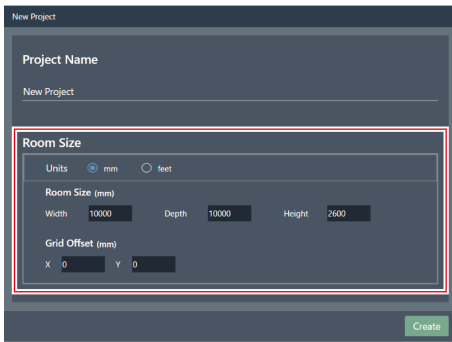 New Project
Project Name
New Project
Room Size
Units mm feet
Room Size (mm)
Width 10000 Depth 10000 Height 2600
Grid Offset (mm)
X 0 Y 0
Create